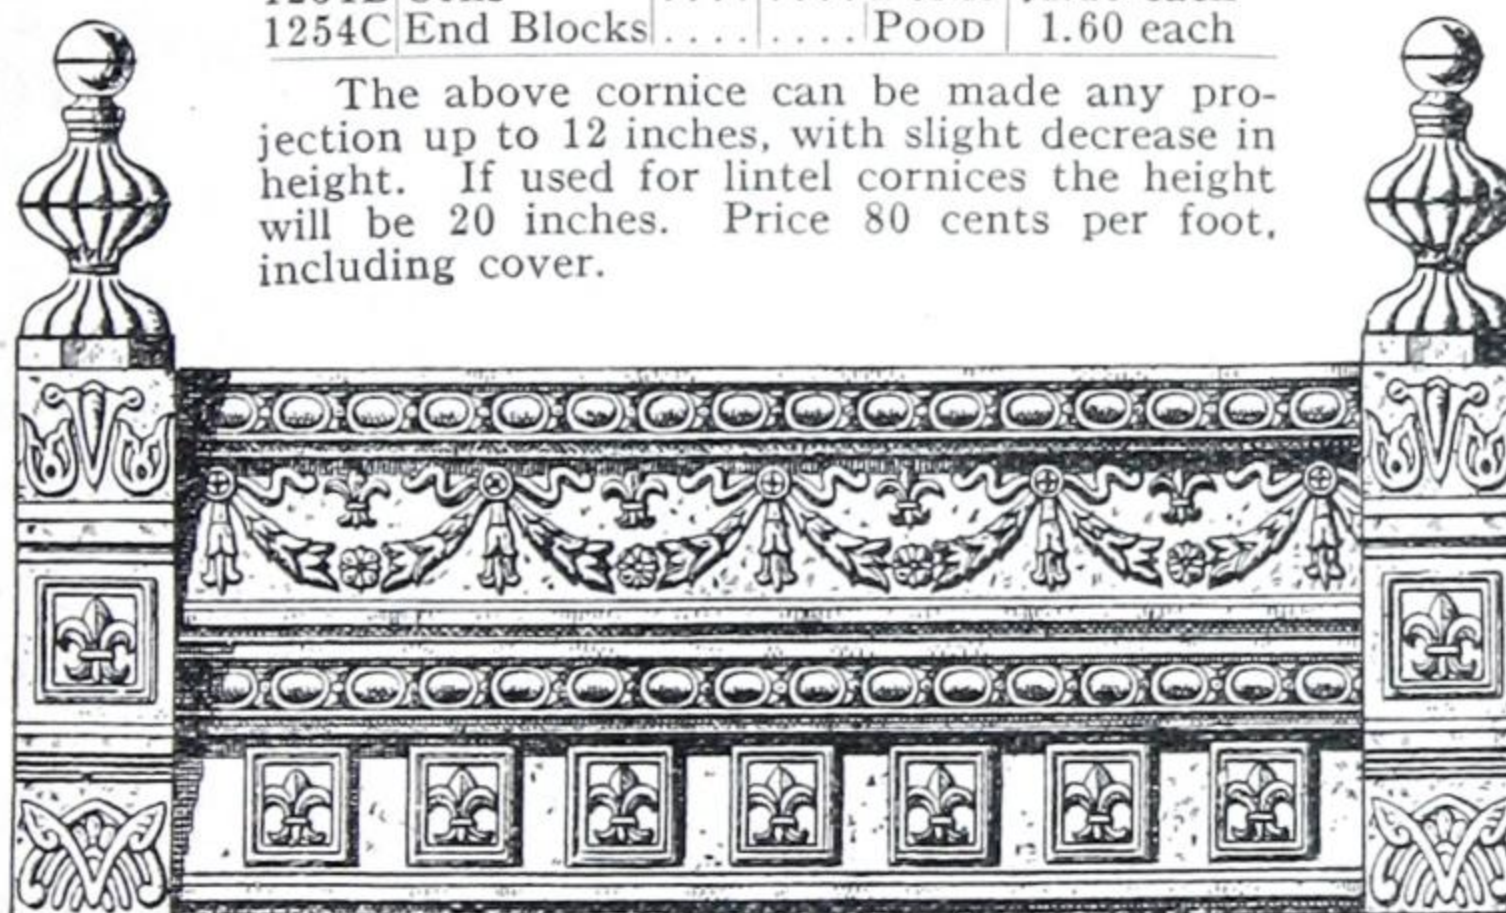 1254C End Blocks .... .... POOD 1.60 each
The above cornice can be made any pro-
jection up to 12 inches, with slight decrease in
height. If used for lintel cornices the height
will be 20 inches. Price 80 cents per foot,
including cover.